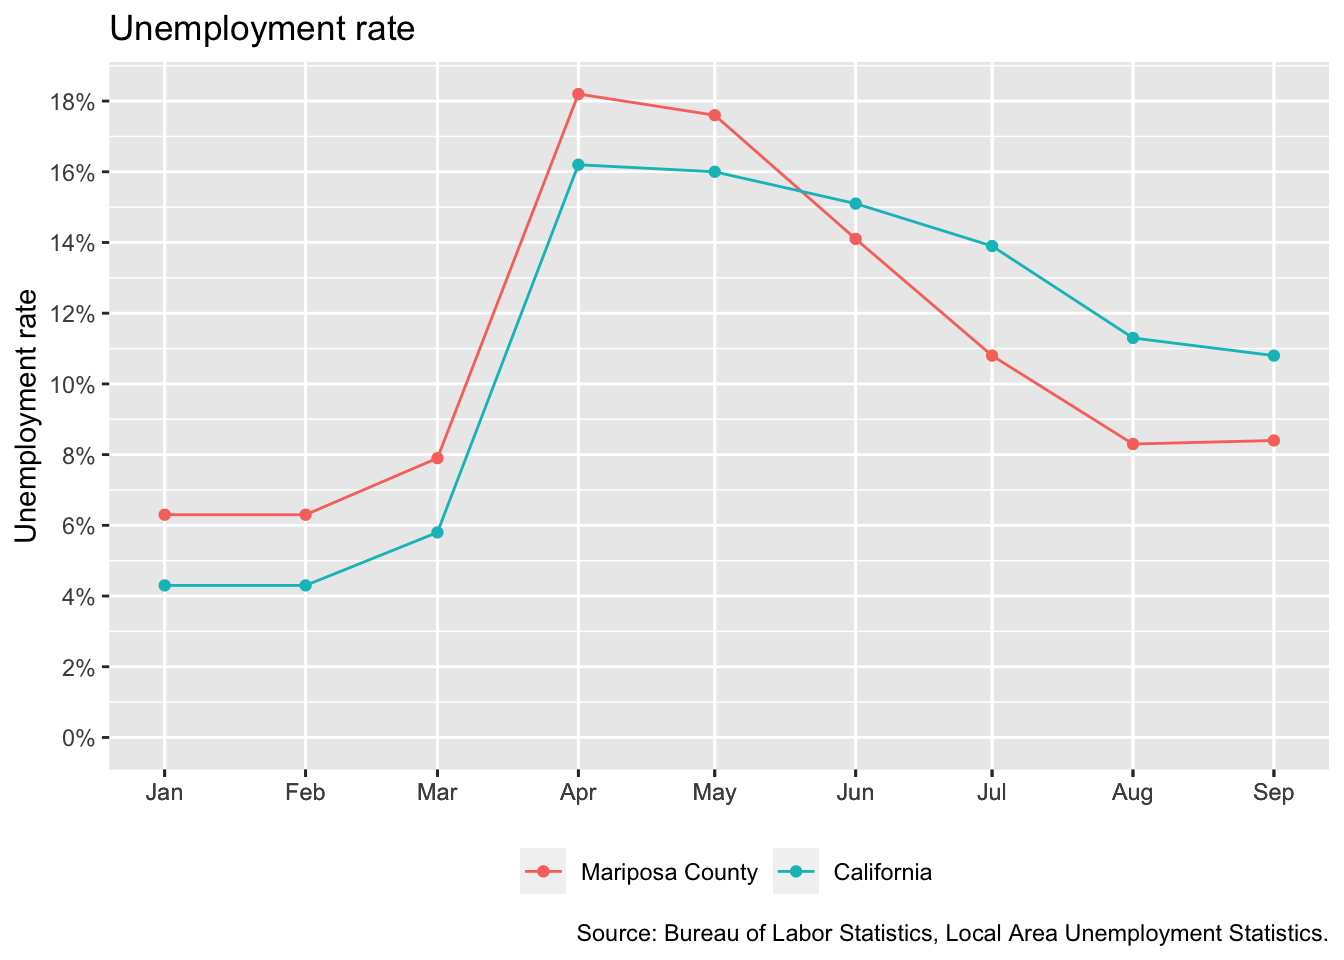 Unemployment rate
Unemployment rate
18%
16%
14%
12%
10%
8%
6%
4%
2%
0%
Jan Feb Mar Apr May Jun Jul Aug Sep
Mariposa County California
Source: Bureau of Labor Statistics, Local Area Unemployment Statistics.